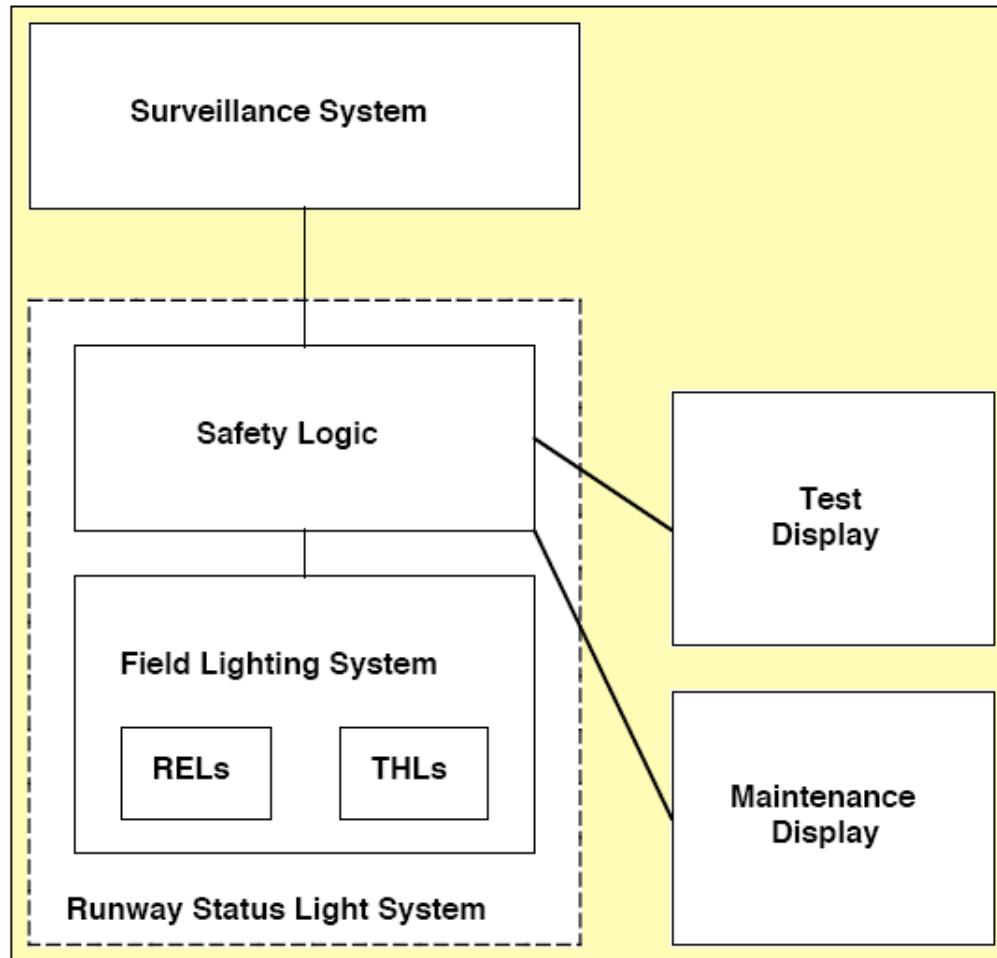 Surveillance System
Safety Logic
Test
Display
Field Lighting System
RELs
THLs
Maintenance
Display
Runway Status Light System